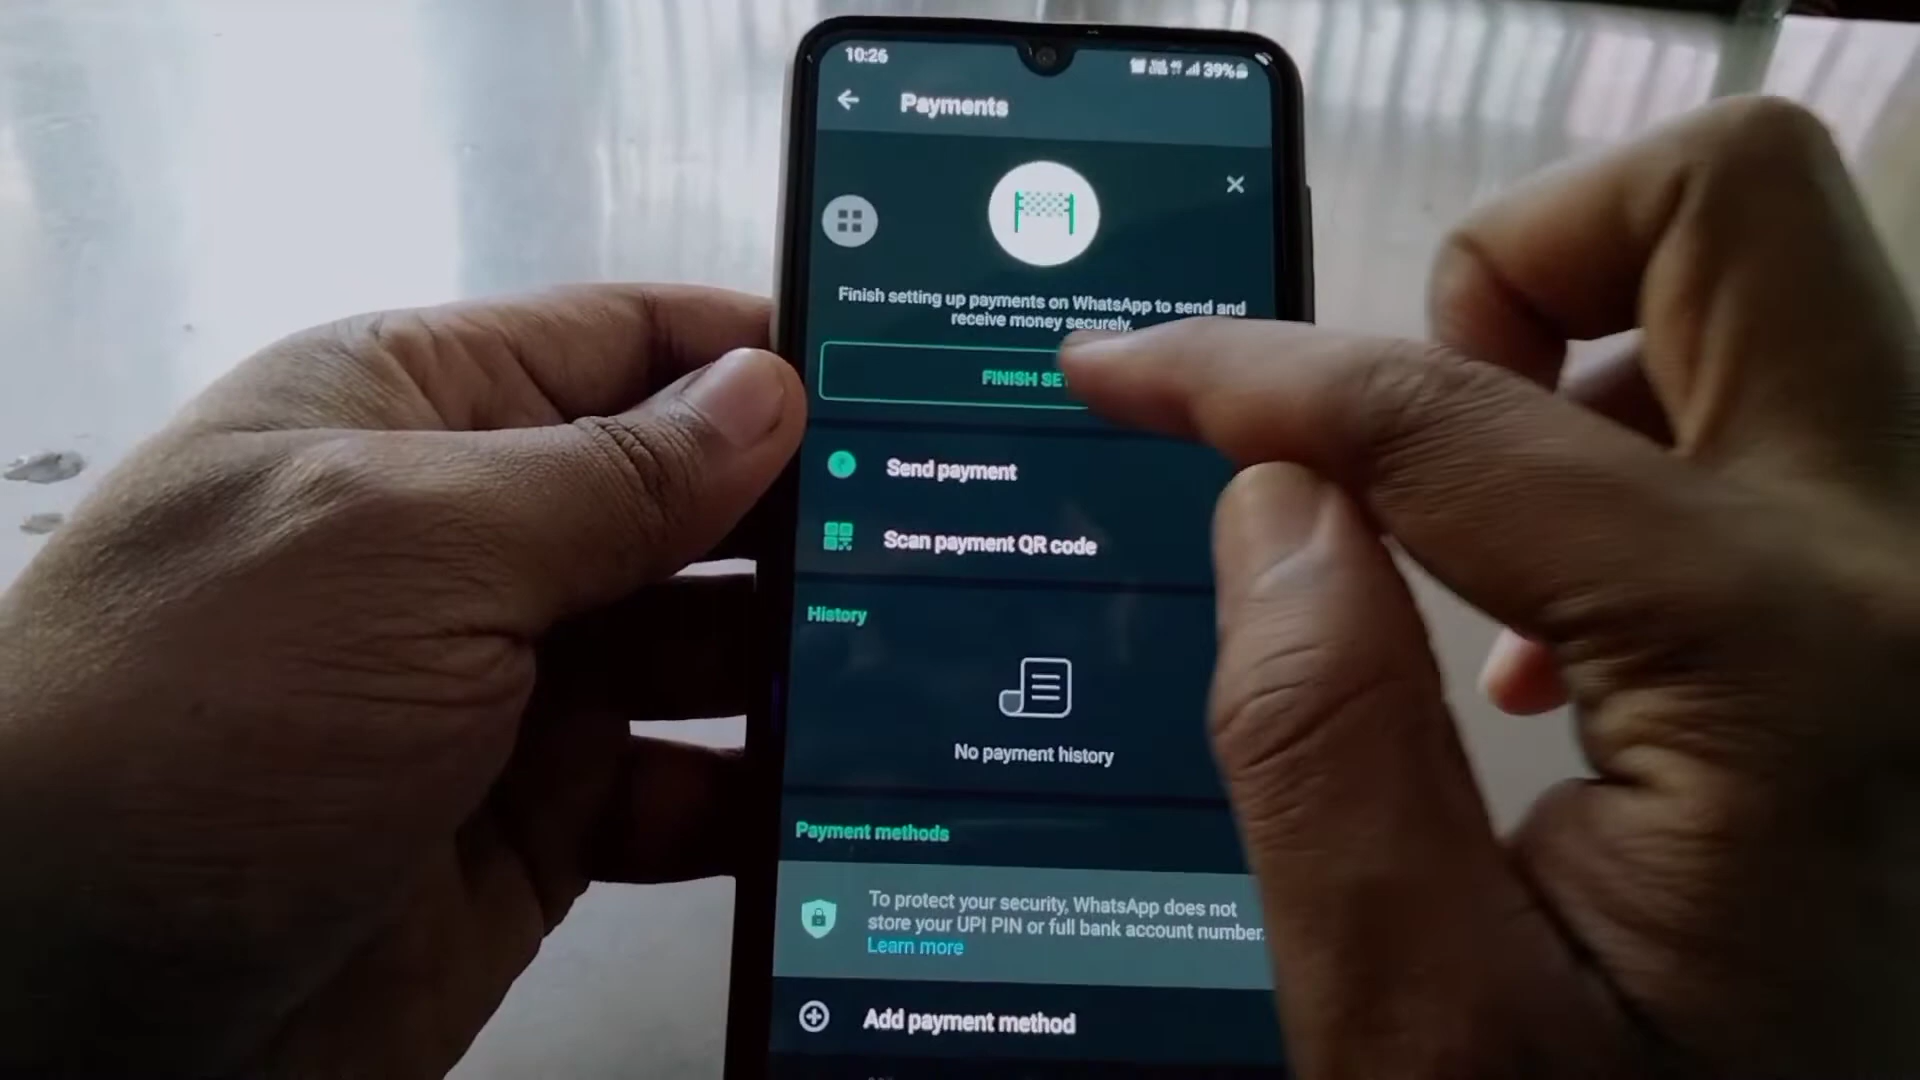 10:26
39%
Payments
Finish setting up payments on WhatsApp to send and
receive money securely.
FINISH SET
Send payment
Scan payment QR code
History
No payment history
Payment methods
To protect your security, WhatsApp does not
store your UPI PIN or full bank account number.
Learn more
Add payment method